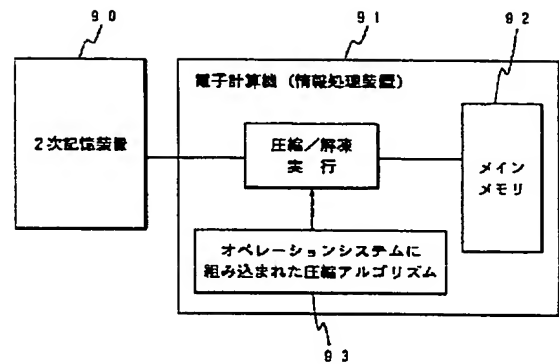 90
91
92
電子計算機（情報処理装置）
2次記憶装置
圧縮／解凍
実行
メイン
メモリ
オペレーションシステムに
組み込まれた圧縮アルゴリズム
93